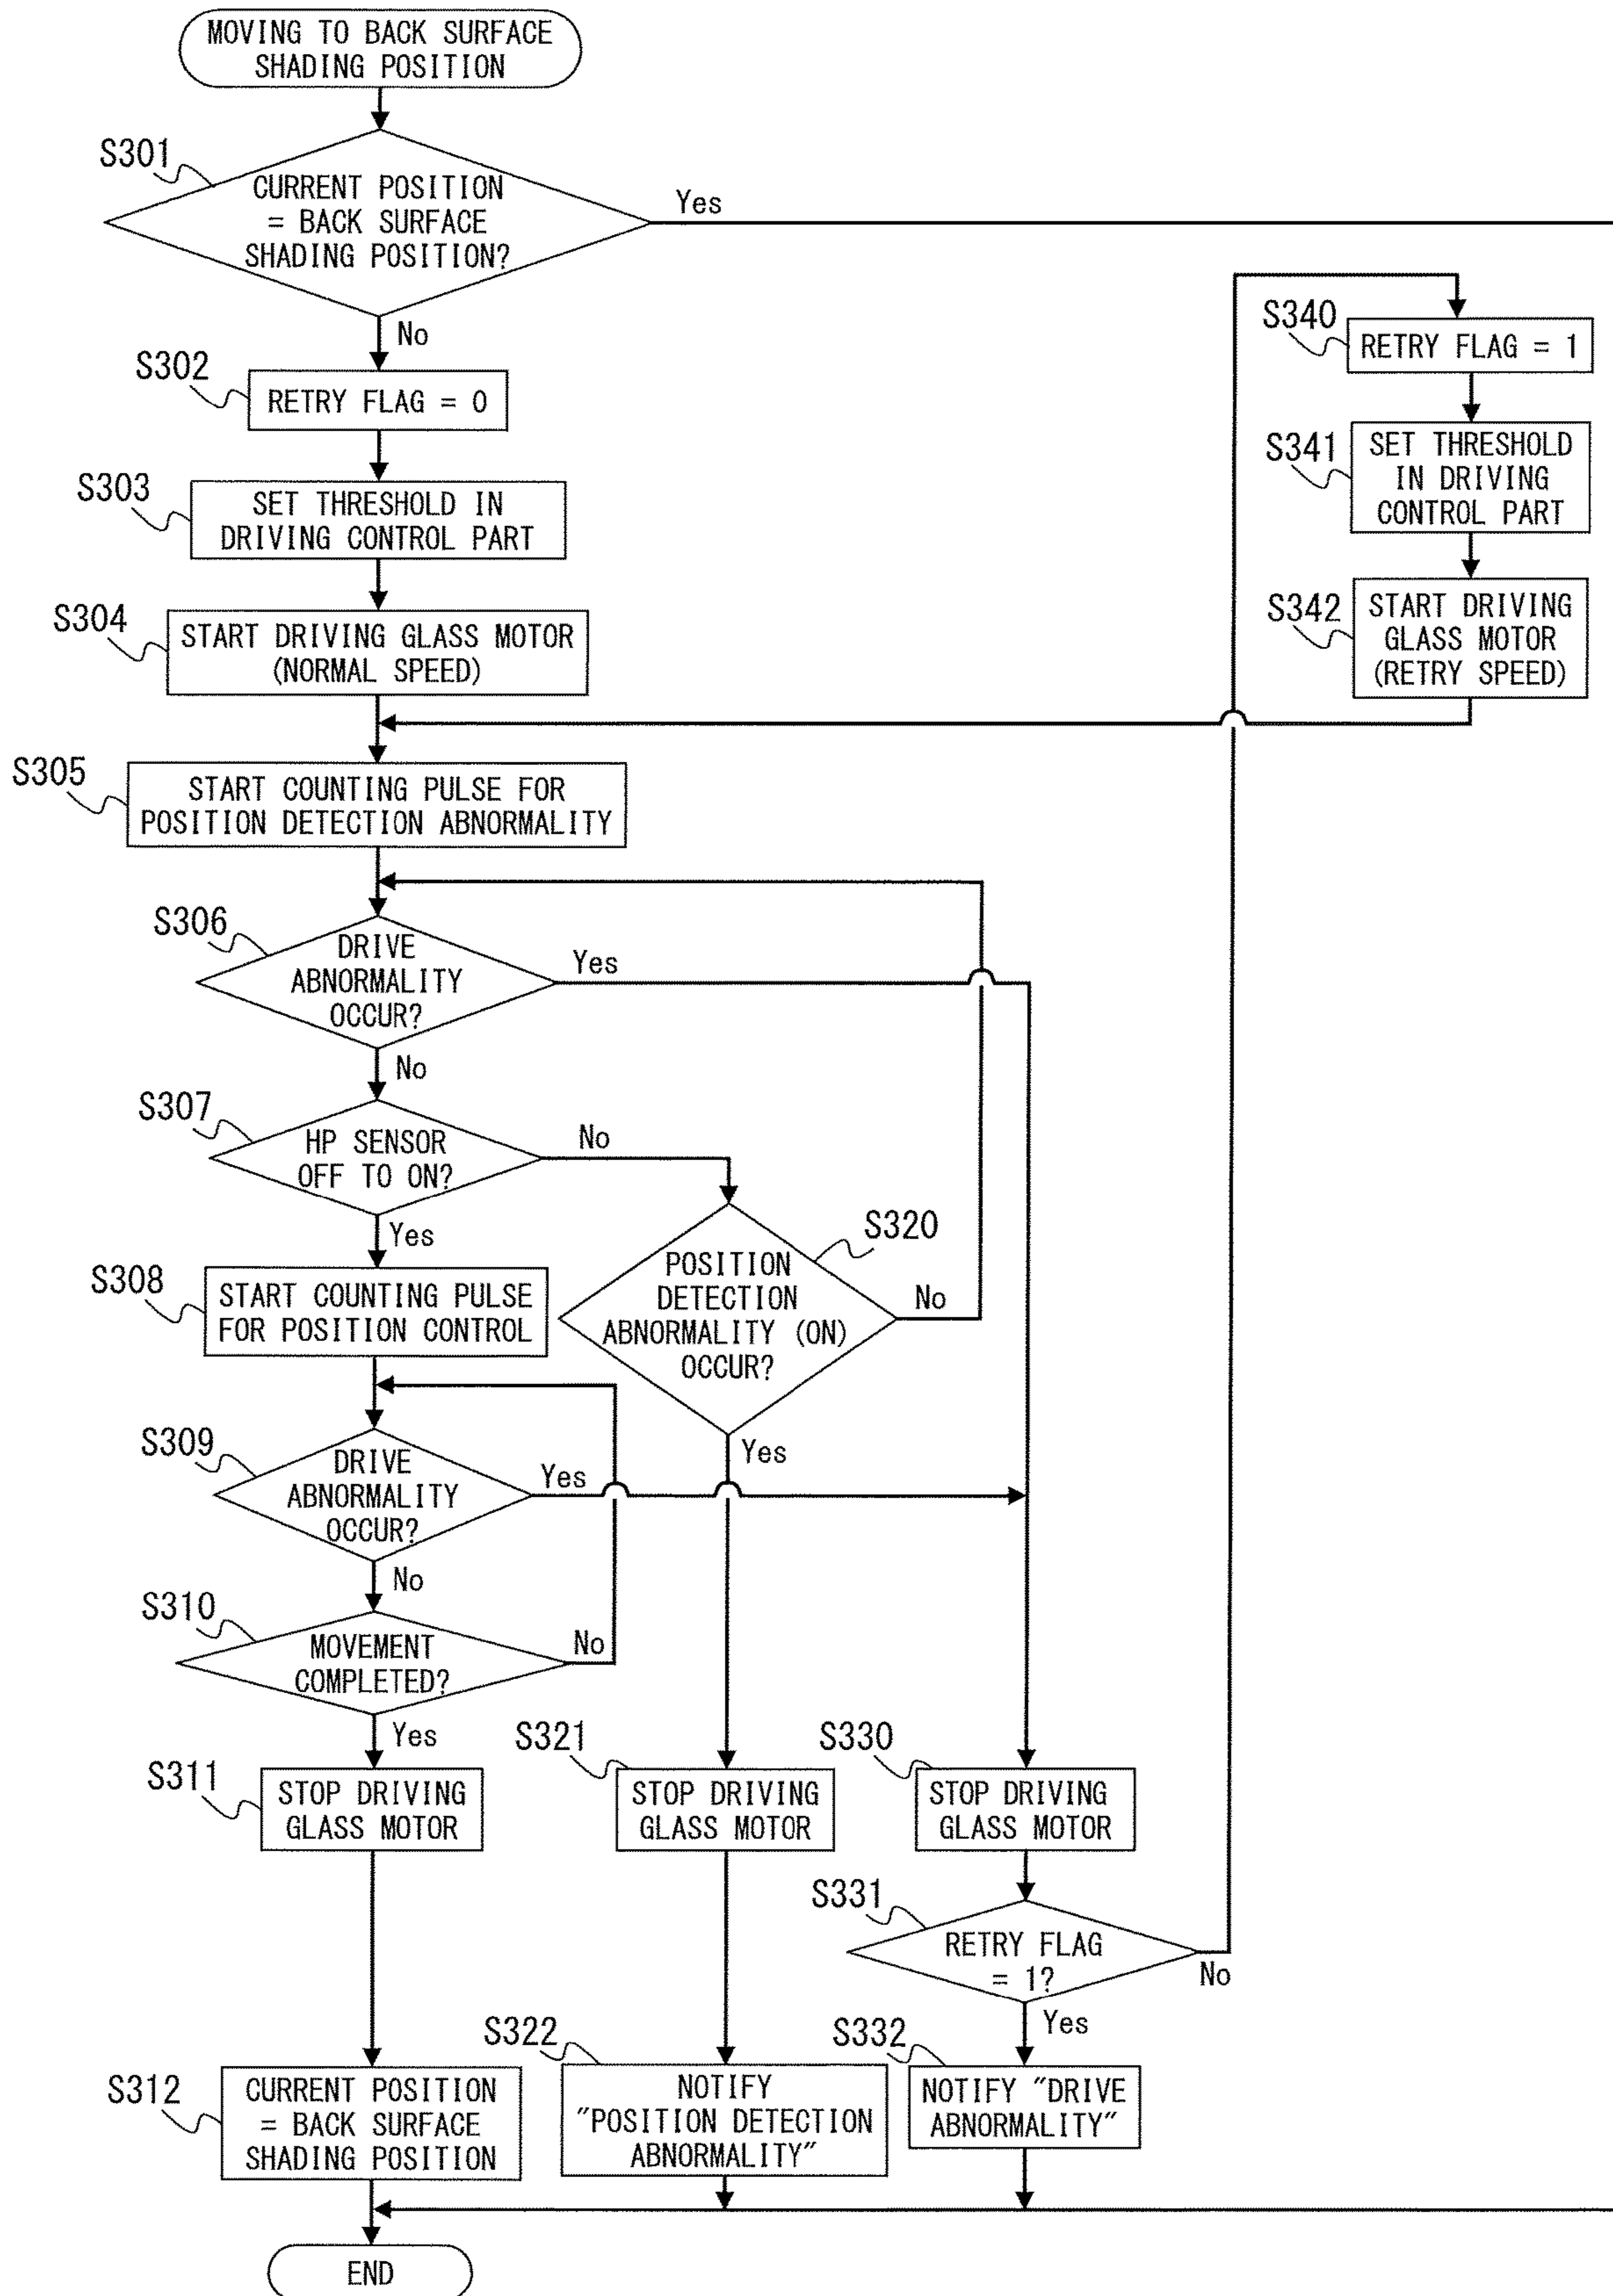 MOVING TO BACK SURFACE
SHADING POSITION
S301
CURRENT POSITION
= BACK SURFACE
SHADING POSITION?
Yes
No
S302
RETRY FLAG = 0
S303
SET THRESHOLD IN
DRIVING CONTROL PART
S304
START DRIVING GLASS MOTOR
(NORMAL SPEED)
S340
RETRY FLAG = 1
S341
SET THRESHOLD
IN DRIVING
CONTROL PART
S342
START DRIVING
GLASS MOTOR
(RETRY SPEED)
S305
START COUNTING PULSE FOR
POSITION DETECTION ABNORMALITY
S306
DRIVE
ABNORMALITY
OCCUR?
Yes
No
S307
HP SENSOR
OFF TO ON?
No
Yes
S320
POSITION
DETECTION
ABNORMALITY (ON)
OCCUR?
No
Yes
S308
START COUNTING PULSE
FOR POSITION CONTROL
S309
DRIVE
ABNORMALITY
OCCUR?
Yes
No
S310
MOVEMENT
COMPLETED?
No
Yes
S311
STOP DRIVING
GLASS MOTOR
S321
STOP DRIVING
GLASS MOTOR
S330
STOP DRIVING
GLASS MOTOR
S331
RETRY FLAG
= 1?
No
Yes
S312
CURRENT POSITION
= BACK SURFACE
SHADING POSITION
S322
NOTIFY
"POSITION DETECTION
ABNORMALITY"
S332
NOTIFY "DRIVE
ABNORMALITY"
END